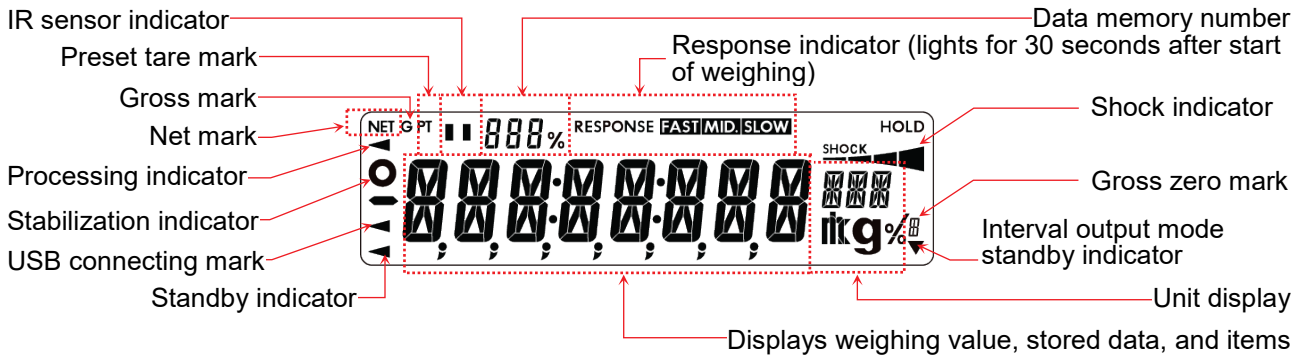 IR sensor indicator
Data memory number
Preset tare mark
Response indicator (lights for 30 seconds after start
of weighing)
Gross mark
Shock indicator
Net mark
NET G PT
888%
RESPONSE FAST MID. SLOW
HOLD
SHOCK
Processing indicator
Gross zero mark
Stabilization indicator
Interval output mode
standby indicator
USB connecting mark
g%
Standby indicator
Unit display
Displays weighing value, stored data, and items